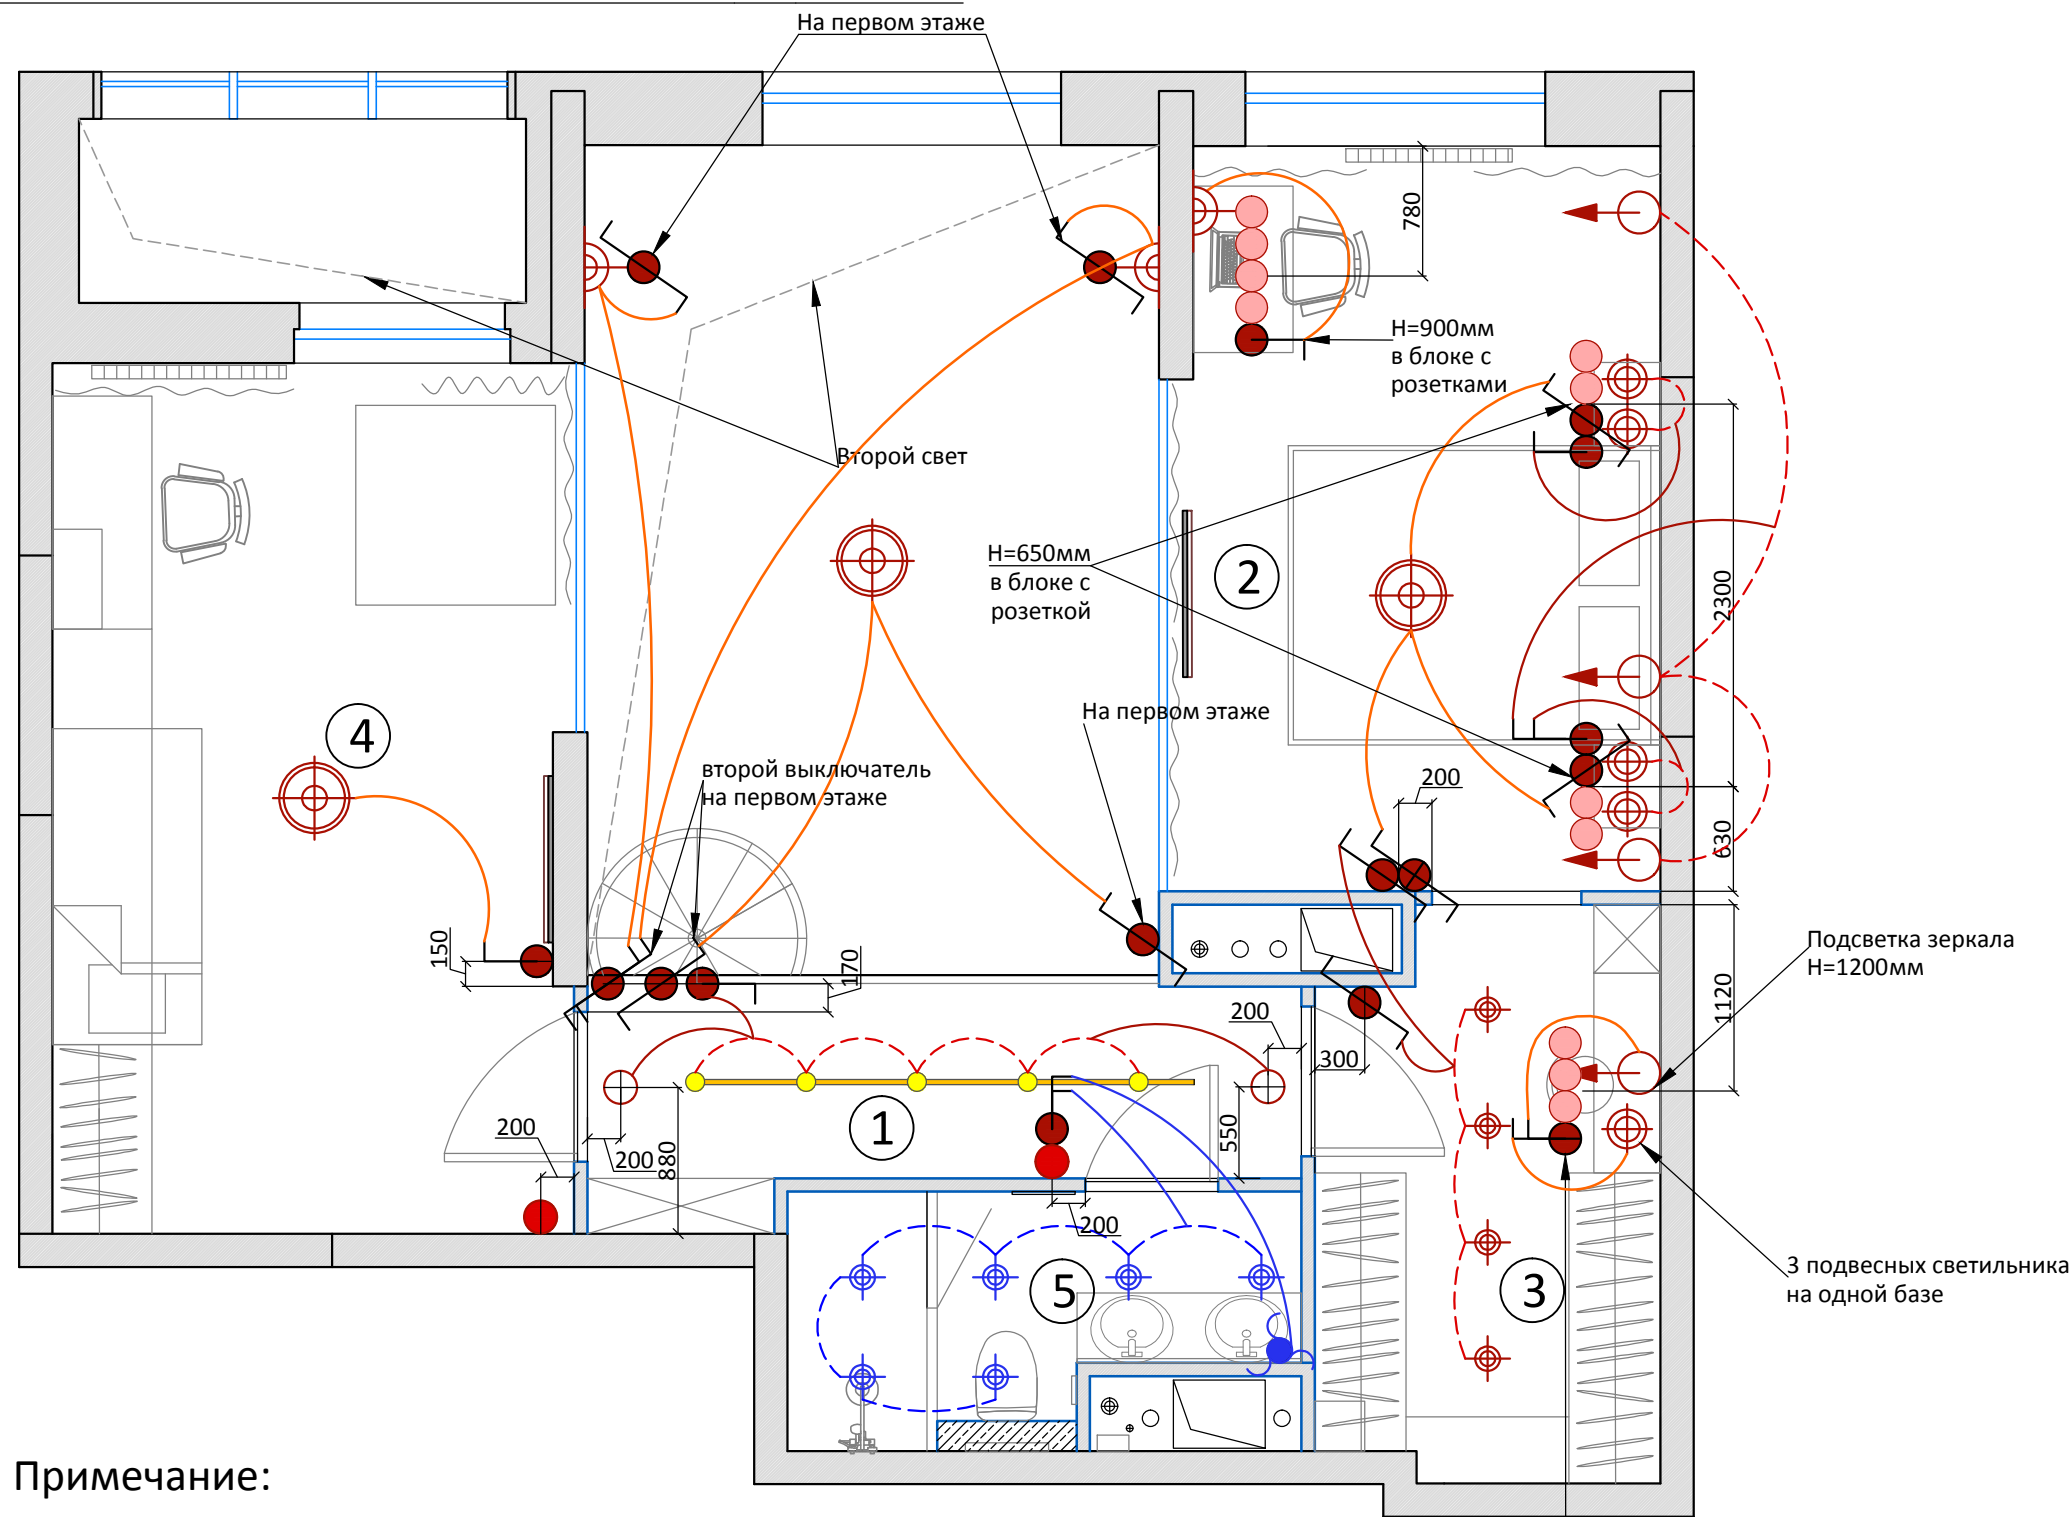 На первом этаже
780
H=900мм
в блоке с
розетками
Второй свет
H=650мм
в блоке с
розеткой
2
2300
На первом этаже
4
второй выключатель
на первом этаже
200
630
150
170
Подсветка зеркала
H=1200мм
1120
200
300
1
550
200
200
880
200
5
3
3 подвесных светильника
на одной базе
Примечание: